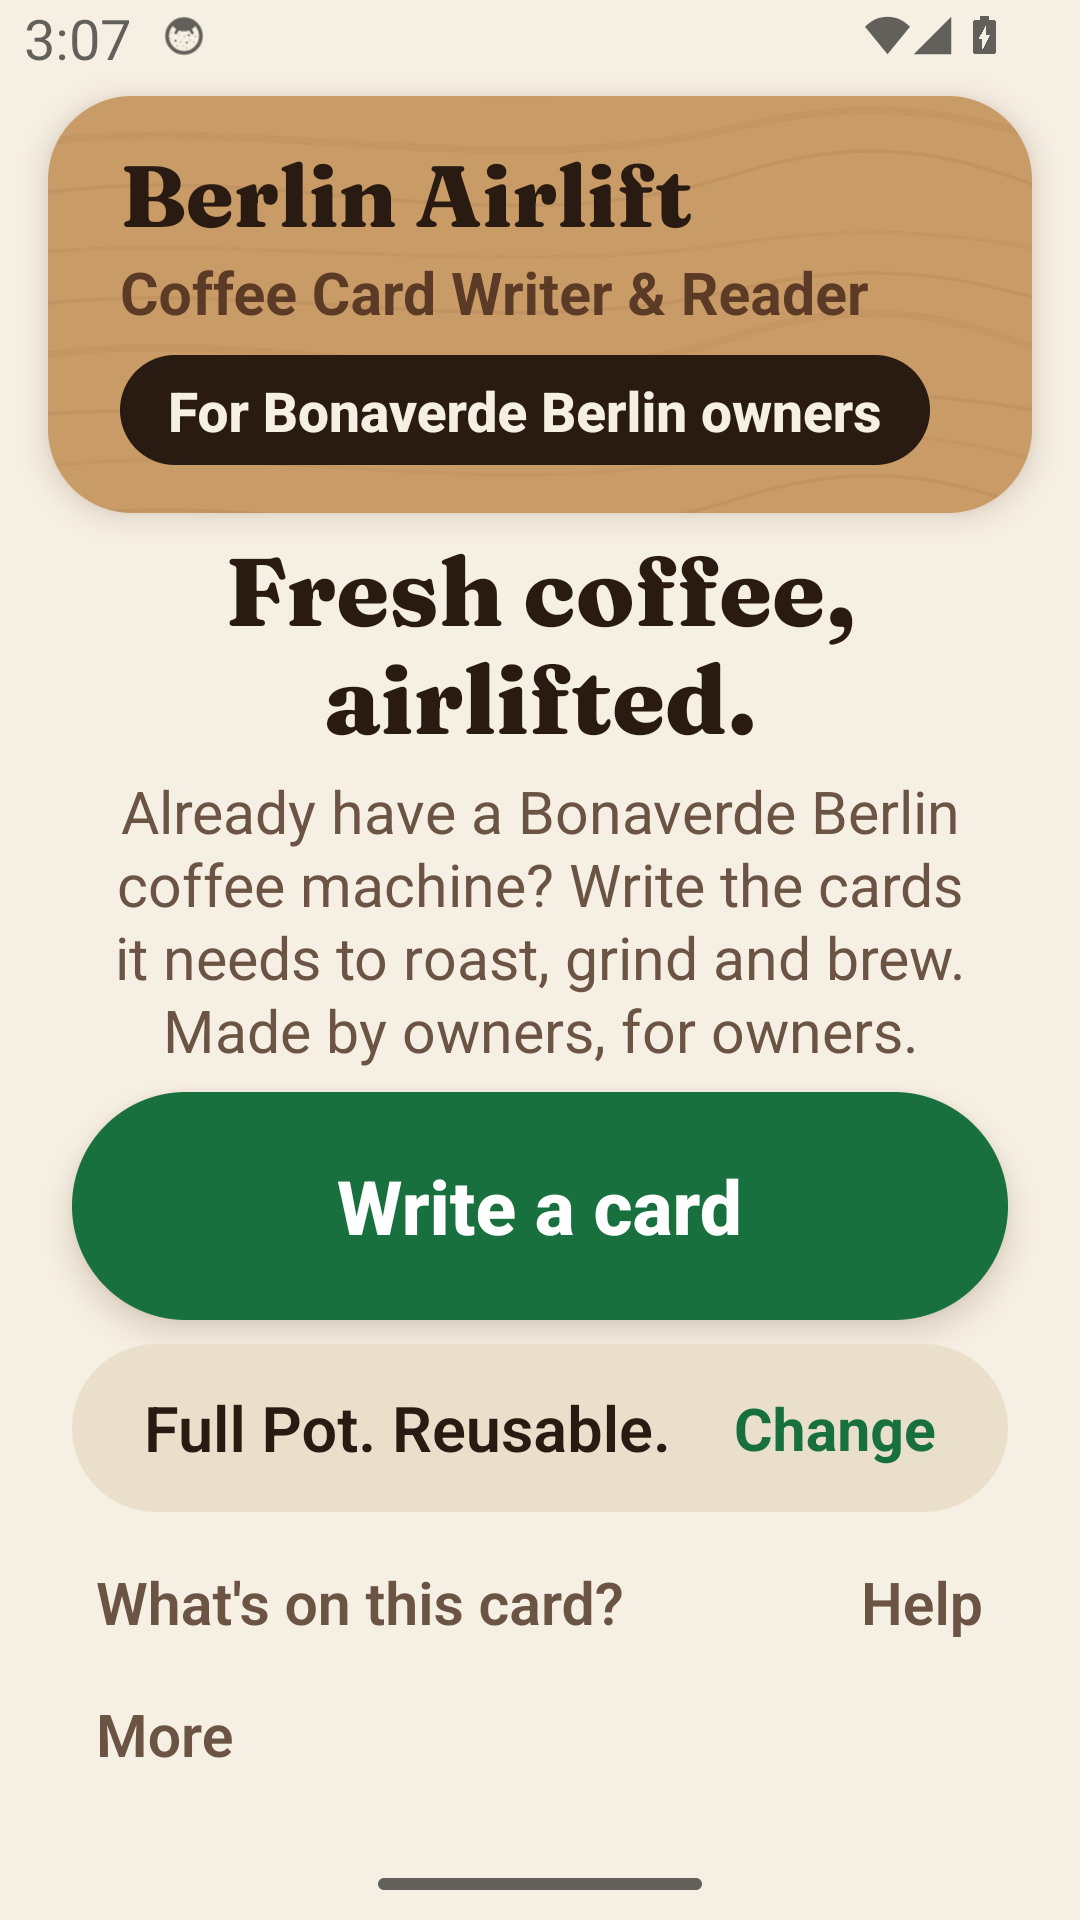 3:07
Berlin Airlift
Coffee Card Writer & Reader
For Bonaverde Berlin owners
Fresh coffee,
airlifted.
Already have a Bonaverde Berlin
coffee machine? Write the cards
it needs to roast, grind and brew.
Made by owners, for owners.
Write a card
Full Pot. Reusable. Change
What's on this card? Help
More